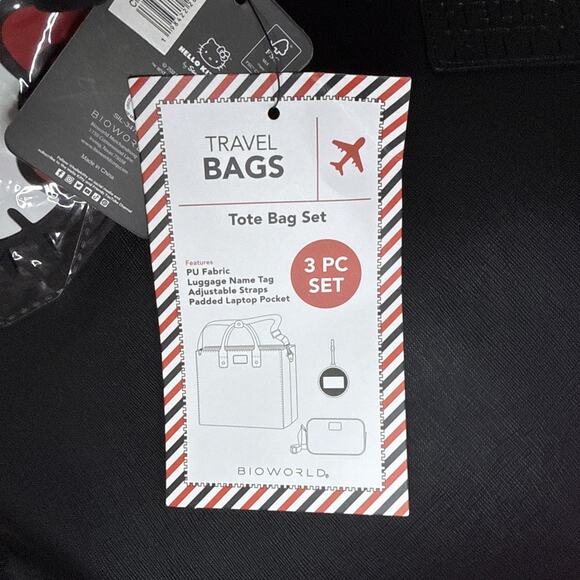 TRAVEL
BAGS
Tote Bag Set
Features
PU Fabric
Luggage Name Tag
Adjustable Straps
Padded Laptop Pocket
3 PC
SET
BIOWORLD®
HELLO
BIOWORLD
Made in China